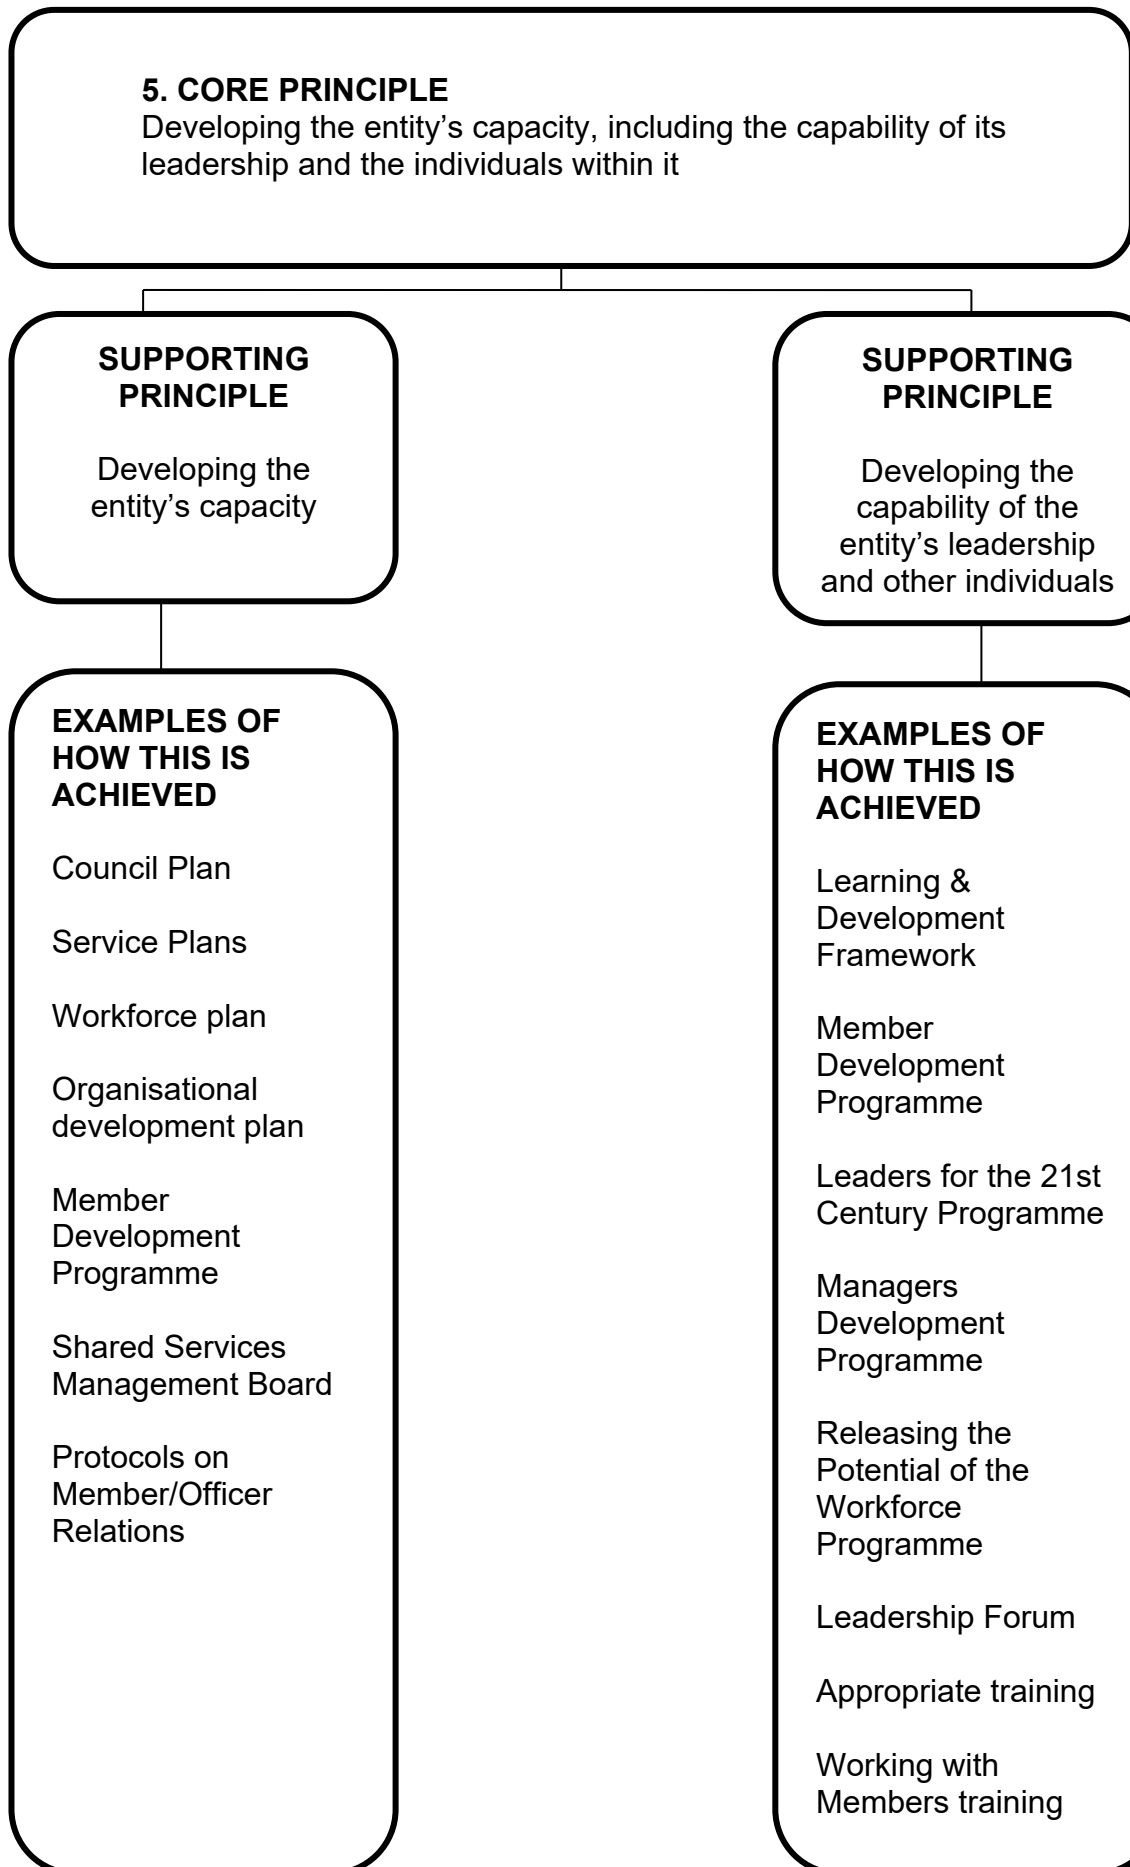 5. CORE PRINCIPLE
Developing the entity’s capacity, including the capability of its
leadership and the individuals within it
SUPPORTING
PRINCIPLE
Developing the
entity’s capacity
SUPPORTING
PRINCIPLE
Developing the
capability of the
entity’s leadership
and other individuals
EXAMPLES OF
HOW THIS IS
ACHIEVED
Council Plan
Service Plans
Workforce plan
Organisational
development plan
Member
Development
Programme
Shared Services
Management Board
Protocols on
Member/Officer
Relations
EXAMPLES OF
HOW THIS IS
ACHIEVED
Learning &
Development
Framework
Member
Development
Programme
Leaders for the 21st
Century Programme
Managers
Development
Programme
Releasing the
Potential of the
Workforce
Programme
Leadership Forum
Appropriate training
Working with
Members training